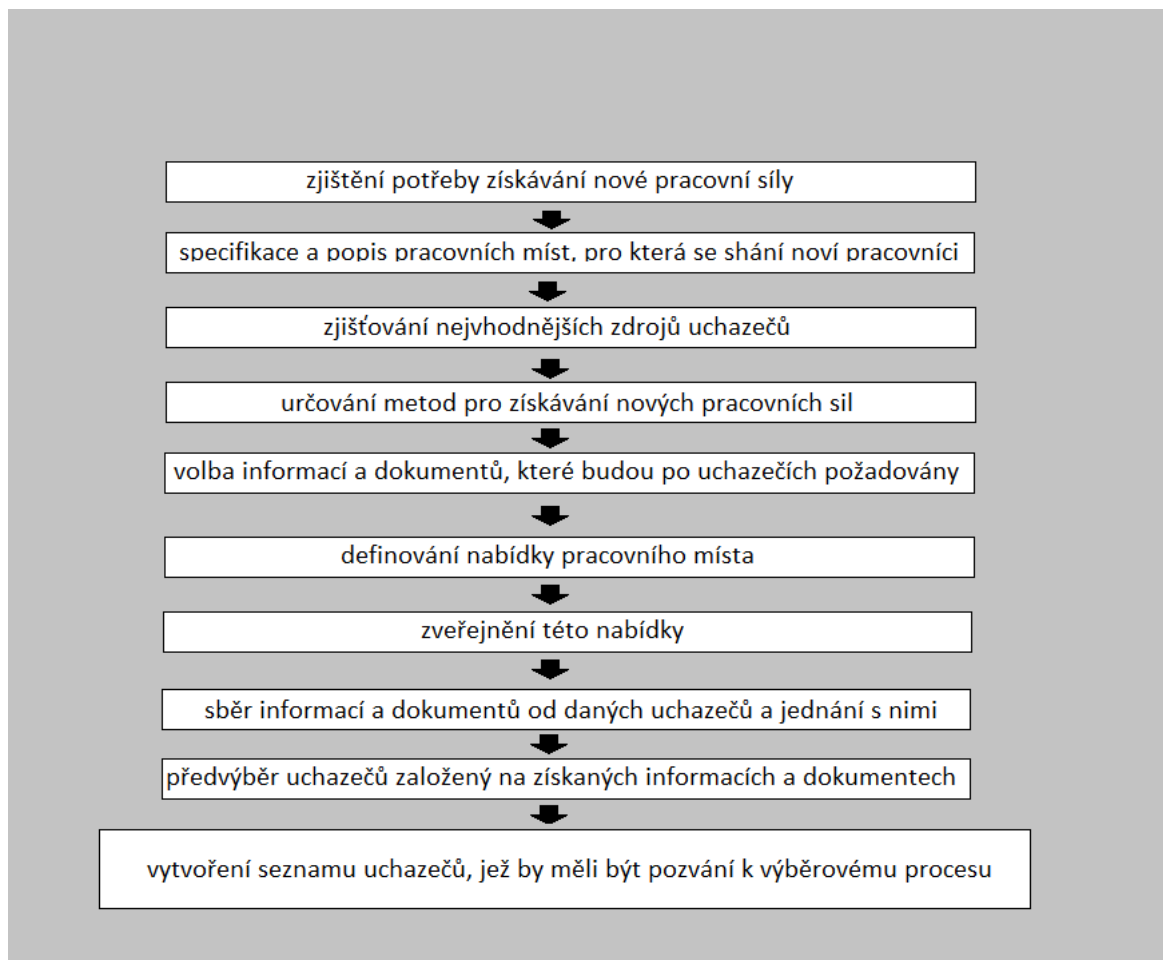 zjištění potřeby získávání nové pracovní síly
specifikace a popis pracovních míst, pro která se shání noví pracovníci
zjišťování nejvhodnějších zdrojů uchazečů
určování metod pro získávání nových pracovních sil
volba informací a dokumentů, které budou po uchazečích požadovány
definování nabídky pracovního místa
zveřejnění této nabídky
sběr informací a dokumentů od daných uchazečů a jednání s nimi
předvýběr uchazečů založený na získaných informacích a dokumentech
vytvoření seznamu uchazečů, jež by měli být pozvání k výběrovému procesu